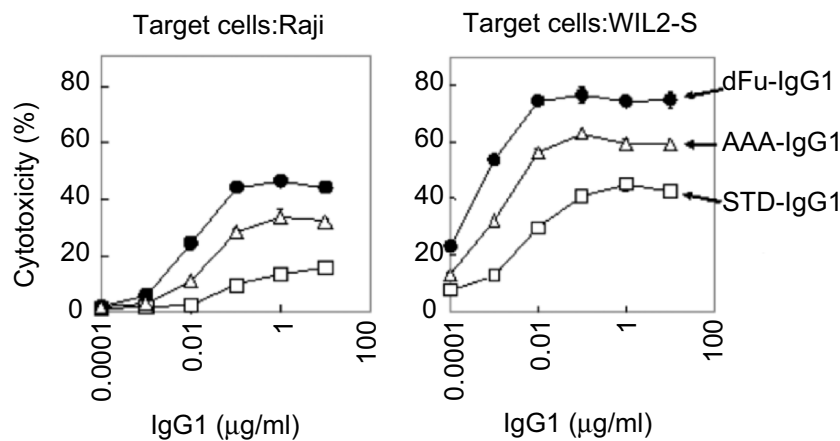 Target cells:Raji
Target cells:WIL2-S
Cytotoxicity (%)
80
60
40
20
0
0.0001
0.01
1
100
IgG1 (μg/ml)
80
60
40
20
0
0.0001
0.01
1
100
IgG1 (μg/ml)
dFu-IgG1
AAA-IgG1
STD-IgG1